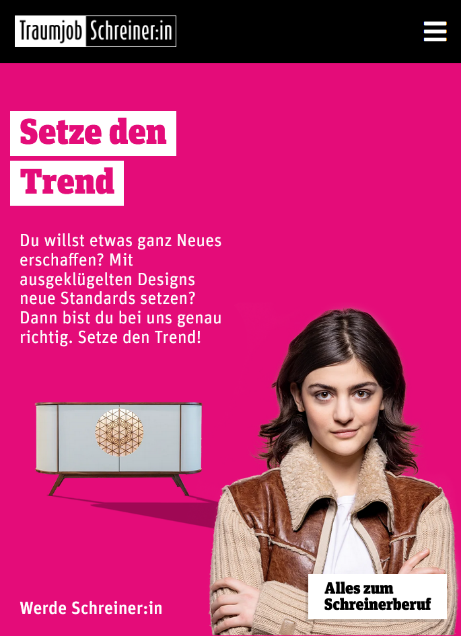 Traumjob Schreiner:in
Setze den
Trend
Du willst etwas ganz Neues
erschaffen? Mit
ausgeklügelten Designs
neue Standards setzen?
Dann bist du bei uns genau
richtig. Setze den Trend!
Alles zum
Schreinerberuf
Werde Schreiner:in